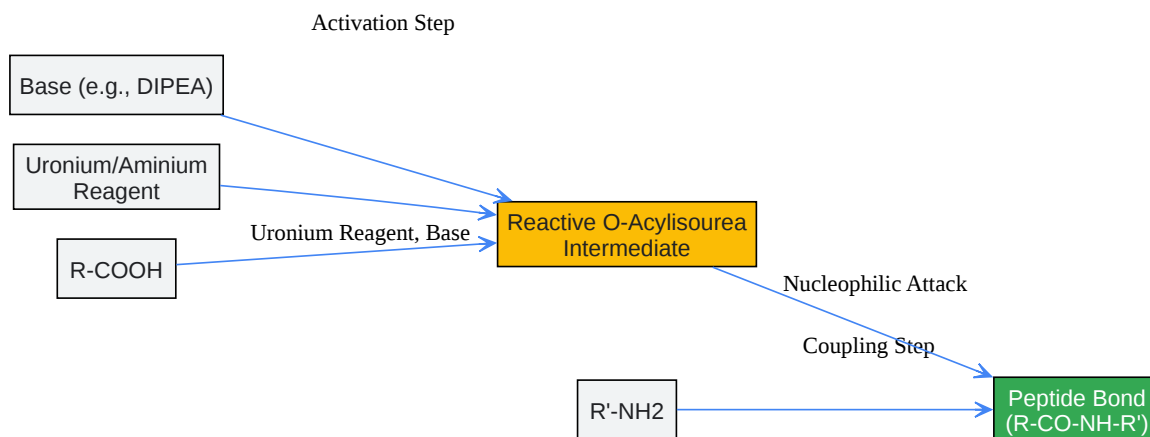 Activation Step
Base (e.g., DIPEA)
Uronium/Aminium
Reagent
Uronium Reagent, Base
R-COOH
Reactive O-Acylisourea
Intermediate
Nucleophilic Attack
Coupling Step
R'-NH2
Peptide Bond
(R-CO-NH-R')